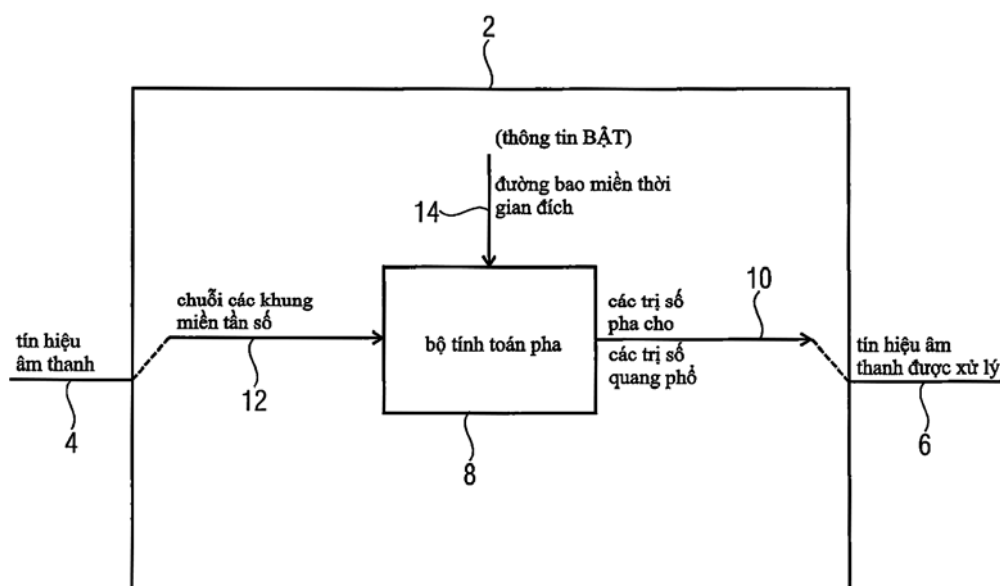 2
(thông tin BẬT)
đường bao miền thời
gian đích
14
chuỗi các khung
miền tần số
12
bộ tính toán pha
8
các trị số
pha cho
các trị số
quang phổ
10
tín hiệu
âm thanh
4
tín hiệu âm
thanh được xử lý
6